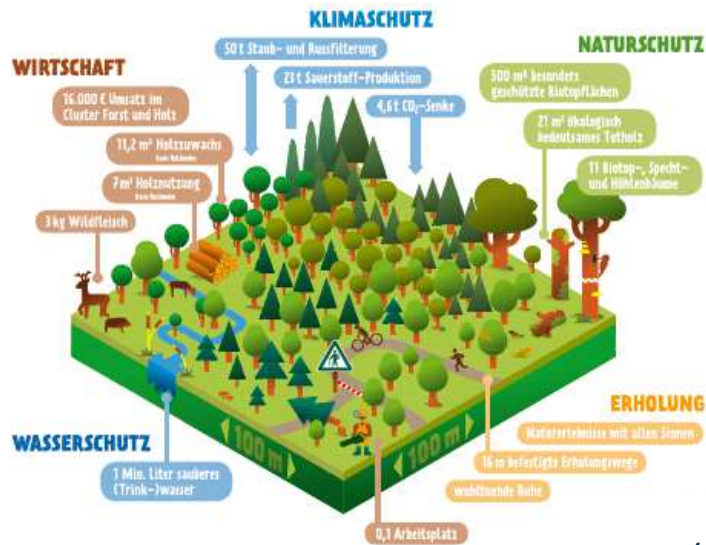 KLIMASCHUTZ
50 t Staub- und Russfilterung
23 t Sauerstoff-Produktion
4,6 t CO₂-Senke
NATURSCHUTZ
500 m² besonders
geschützte Biotopflächen
21 m³ ökologisch
bedeutsames Totholz
11 Biotop-, Specht-
und Höhlenbäume
WIRTSCHAFT
16.000 € Umsatz im
Cluster Forst und Holz
11,2 m³ Holzzuwachs
7 m³ Holznutzung
3 kg Wildfleisch
100 m
100 m
WASSERSCHUTZ
1 Mio. Liter sauberes
(Trink-)wasser
ERHOLUNG
Naturerlebnisse mit allen Sinnen
16 m befestigte Erholungswege
wohltuende Ruhe
0,1 Arbeitsplatz